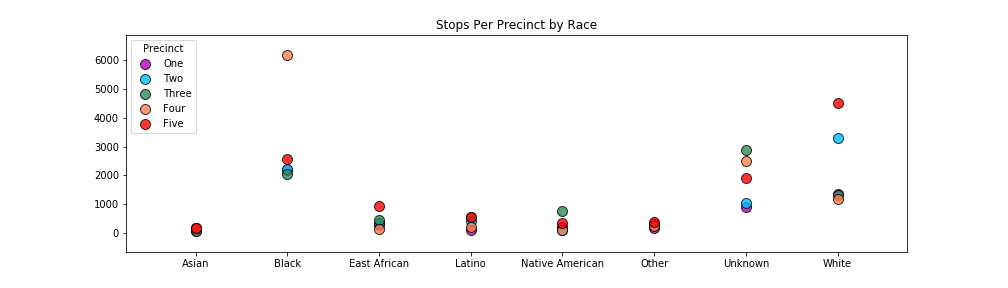 Stops Per Precinct by Race
Precinct
One
Two
Three
Four
Five
6000
5000
4000
3000
2000
1000
0
Asian Black East African Latino Native American Other Unknown White